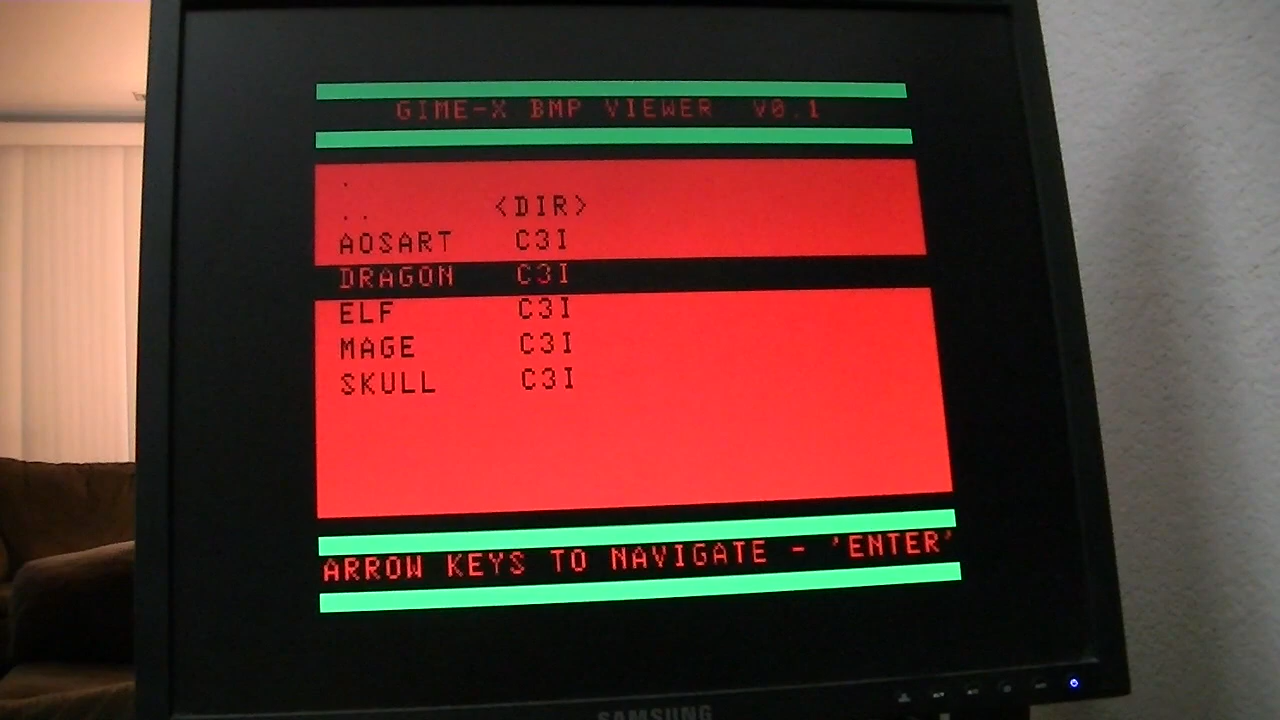 GIME-X BMP VIEWER V0.1
.
.. <DIR>
AOSART C3I
DRAGON C3I
ELF C3I
MAGE C3I
SKULL C3I
ARROW KEYS TO NAVIGATE - 'ENTER'
SAMSUNG